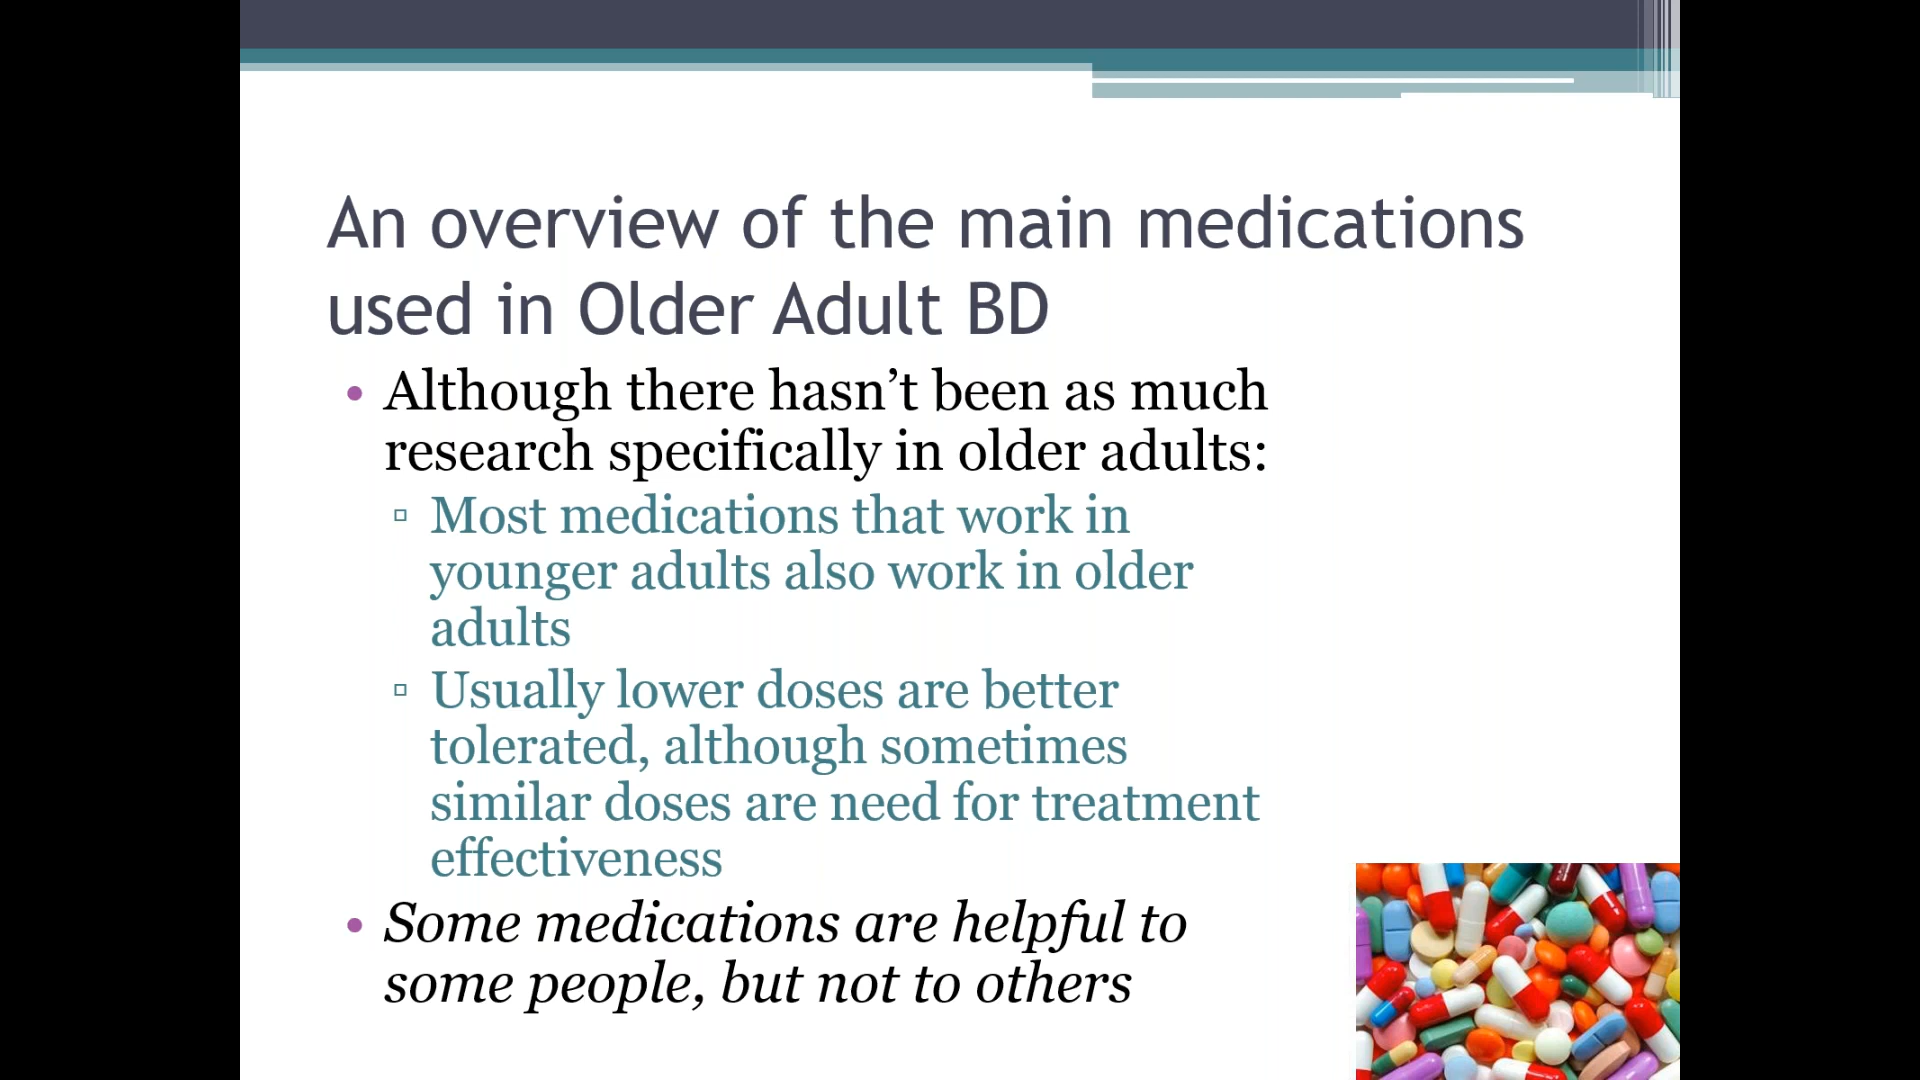 An overview of the main medications
used in Older Adult BD
• Although there hasn’t been as much
research specifically in older adults:
▫ Most medications that work in
younger adults also work in older
adults
▫ Usually lower doses are better
tolerated, although sometimes
similar doses are need for treatment
effectiveness
• Some medications are helpful to
some people, but not to others